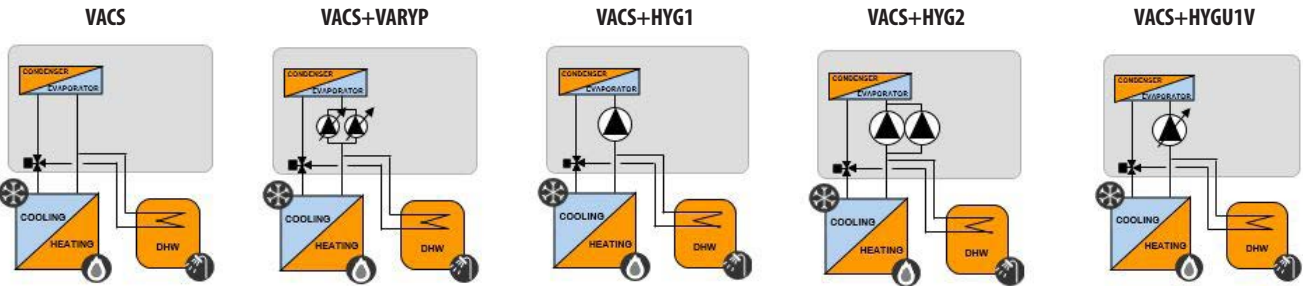 VACS
VACS+VARYP
VACS+HYG1
VACS+HYG2
VACS+HYGU1V
CONDENSER
EVAPORATOR
COOLING
HEATING
DHW
CONDENSER
EVAPORATOR
COOLING
HEATING
DHW
CONDENSER
EVAPORATOR
COOLING
HEATING
DHW
CONDENSER
EVAPORATOR
COOLING
HEATING
DHW
CONDENSER
EVAPORATOR
COOLING
HEATING
DHW